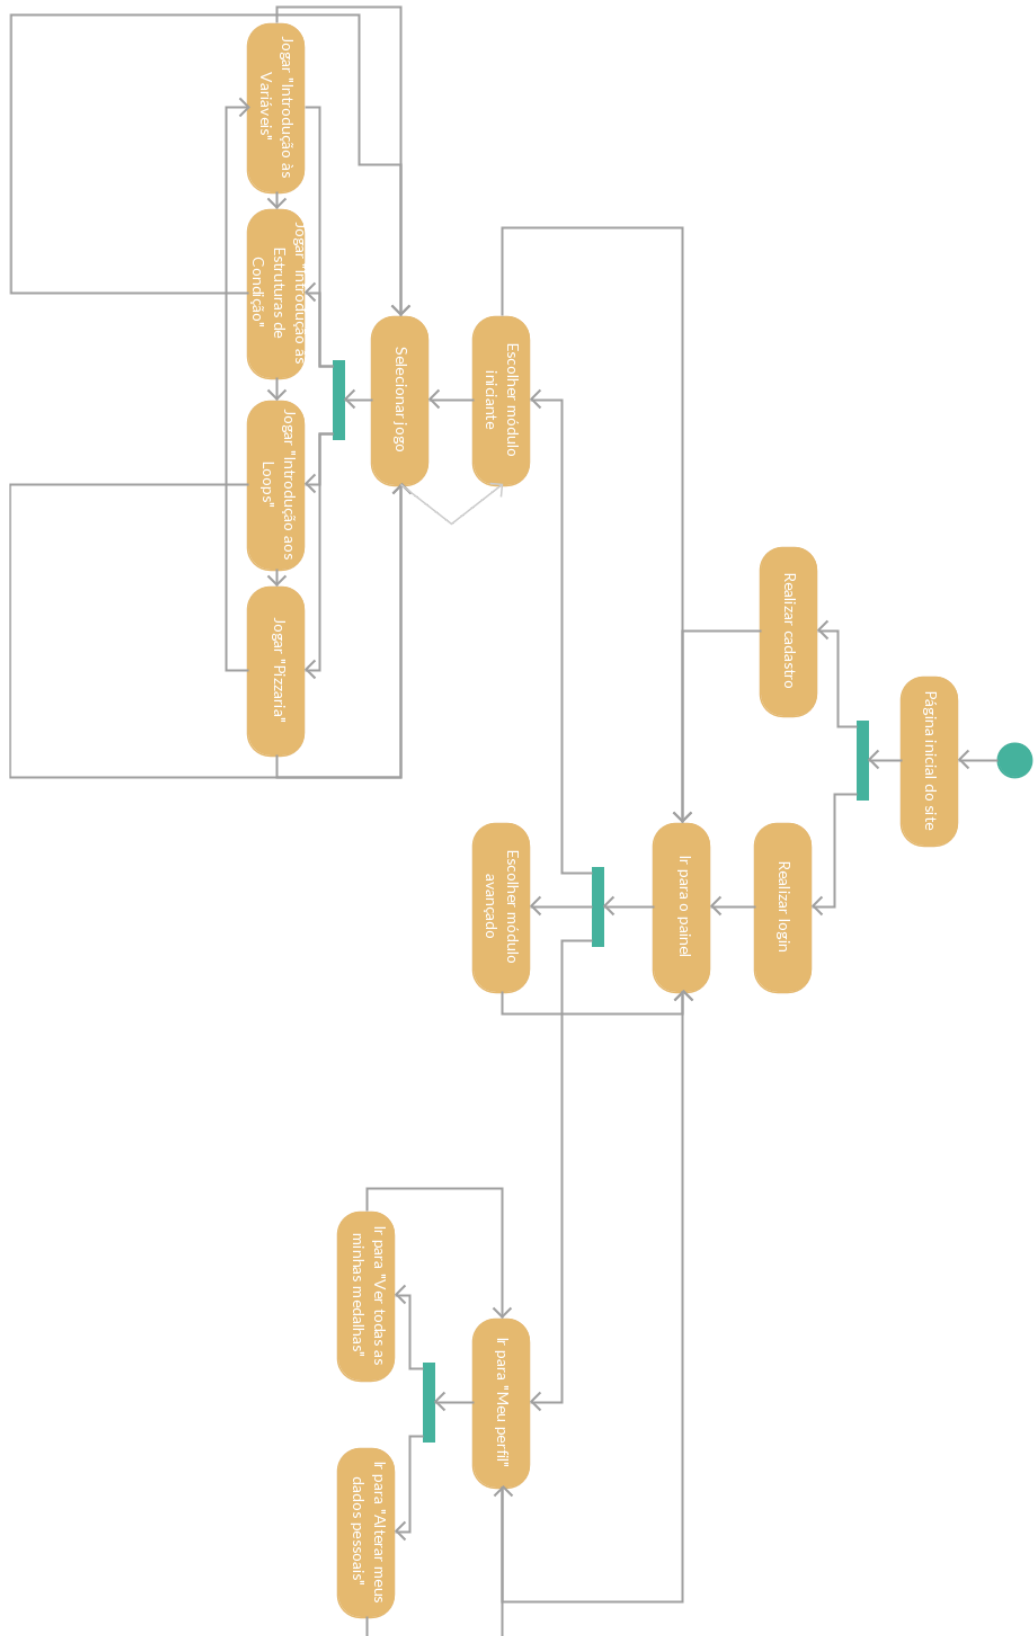 Página inicial do site
Realizar cadastro
Realizar login
Ir para o painel
Escolher módulo
iniciante
Escolher módulo
avançado
Ir para "Meu perfil"
Selecionar jogo
Ir para "Ver todas as
minhas medalhas"
Ir para "Alterar meus
dados pessoais"
Jogar "Introdução às
Variáveis"
Jogar "Introdução às
Estruturas de
Condição"
Jogar "Introdução aos
Loops"
Jogar "Pizzaria"